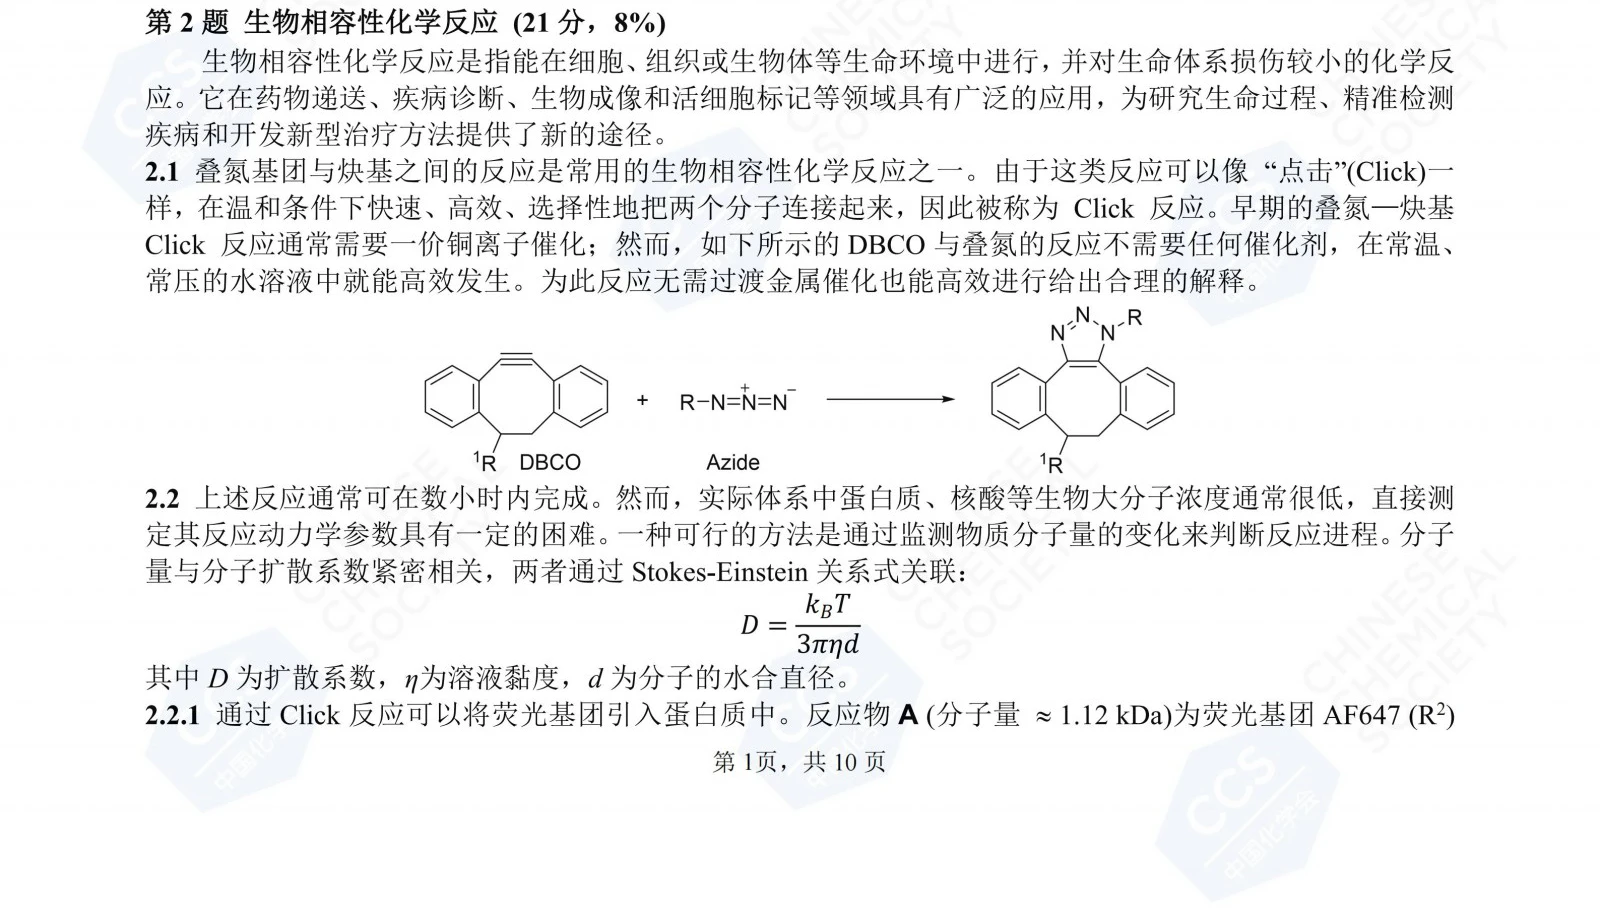 第 2 题 生物相容性化学反应 (21 分，8%)
生物相容性化学反应是指能在细胞、组织或生物体等生命环境中进行，并对生命体系损伤较小的化学反
应。它在药物递送、疾病诊断、生物成像和活细胞标记等领域具有广泛的应用，为研究生命过程、精准检测
疾病和开发新型治疗方法提供了新的途径。
2.1 叠氮基团与炔基之间的反应是常用的生物相容性化学反应之一。由于这类反应可以像 “点击”(Click)一
样，在温和条件下快速、高效、选择性地把两个分子连接起来，因此被称为 Click 反应。早期的叠氮—炔基
Click 反应通常需要一价铜离子催化；然而，如下所示的 DBCO 与叠氮的反应不需要任何催化剂，在常温、
常压的水溶液中就能高效发生。为此反应无需过渡金属催化也能高效进行给出合理的解释。
N N N-R
+ R-N=N⁺=N⁻
¹R DBCO Azide ¹R
2.2 上述反应通常可在数小时内完成。然而，实际体系中蛋白质、核酸等生物大分子浓度通常很低，直接测
定其反应动力学参数具有一定的困难。一种可行的方法是通过监测物质分子量的变化来判断反应进程。分子
量与分子扩散系数紧密相关，两者通过 Stokes-Einstein 关系式关联：
D = k_BT / 3πηd
其中 D 为扩散系数，η为溶液黏度，d 为分子的水合直径。
2.2.1 通过 Click 反应可以将荧光基团引入蛋白质中。反应物 A (分子量 ≈ 1.12 kDa)为荧光基团 AF647 (R²)
第 1页，共 10 页
CCS
中国化学会
CHINESE
CHEMICAL
SOCIETY